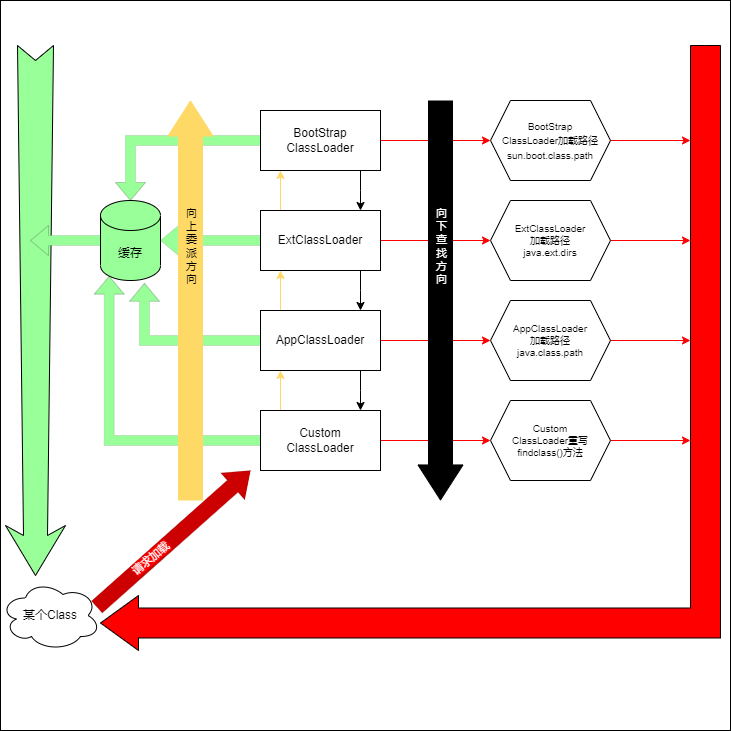 BootStrap
ClassLoader
BootStrap
ClassLoader加载路径
sun.boot.class.path
向上委派方向
向下查找方向
缓存
ExtClassLoader
ExtClassLoader
加载路径
java.ext.dirs
AppClassLoader
AppClassLoader
加载路径
java.class.path
Custom
ClassLoader
Custom
ClassLoader重写
findclass()方法
请求加载
某个Class